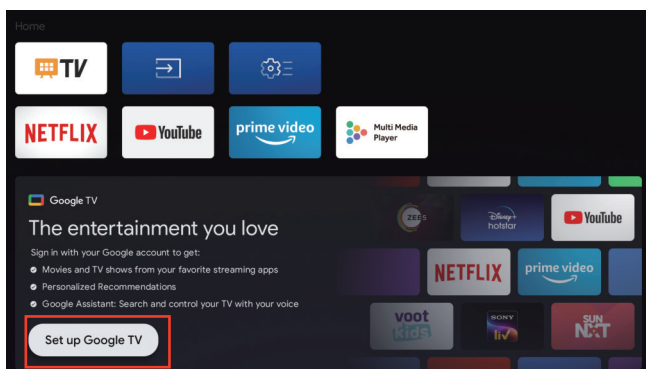 Home
TV
NETFLIX
YouTube
prime video
Multi Media
Player
Google TV
The entertainment you love
Sign in with your Google account to get:
Movies and TV shows from your favorite streaming apps
Personalized Recommendations
Google Assistant: Search and control your TV with your voice
Set up Google TV
ZEE5
Disney+
hotstar
YouTube
NETFLIX
prime video
voot
kids
SONY
liv
SUN
NXT